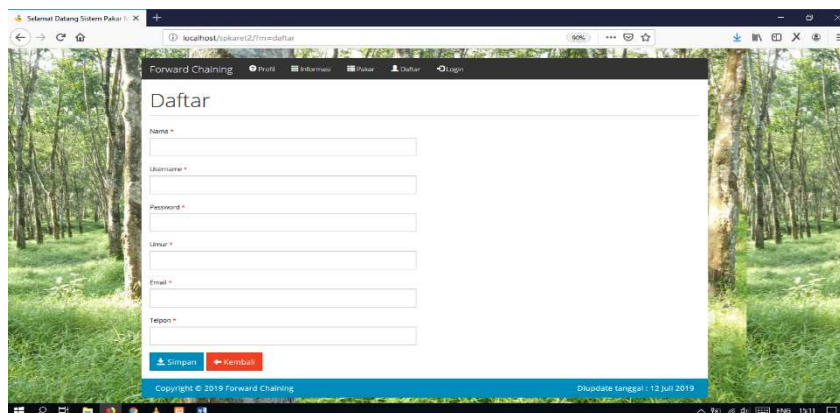 Selamat Datang Sistem Pakar
localhost/spkaret2/?m=daftar
90%
Forward Chaining Profil Informasi Pakar Daftar Login
Daftar
Nama *
Username *
Password *
Umur *
Email *
Telpon *
Simpan Kembali
Copyright © 2019 Forward Chaining Diupdate tanggal : 12 Juli 2019
ENG 15:11